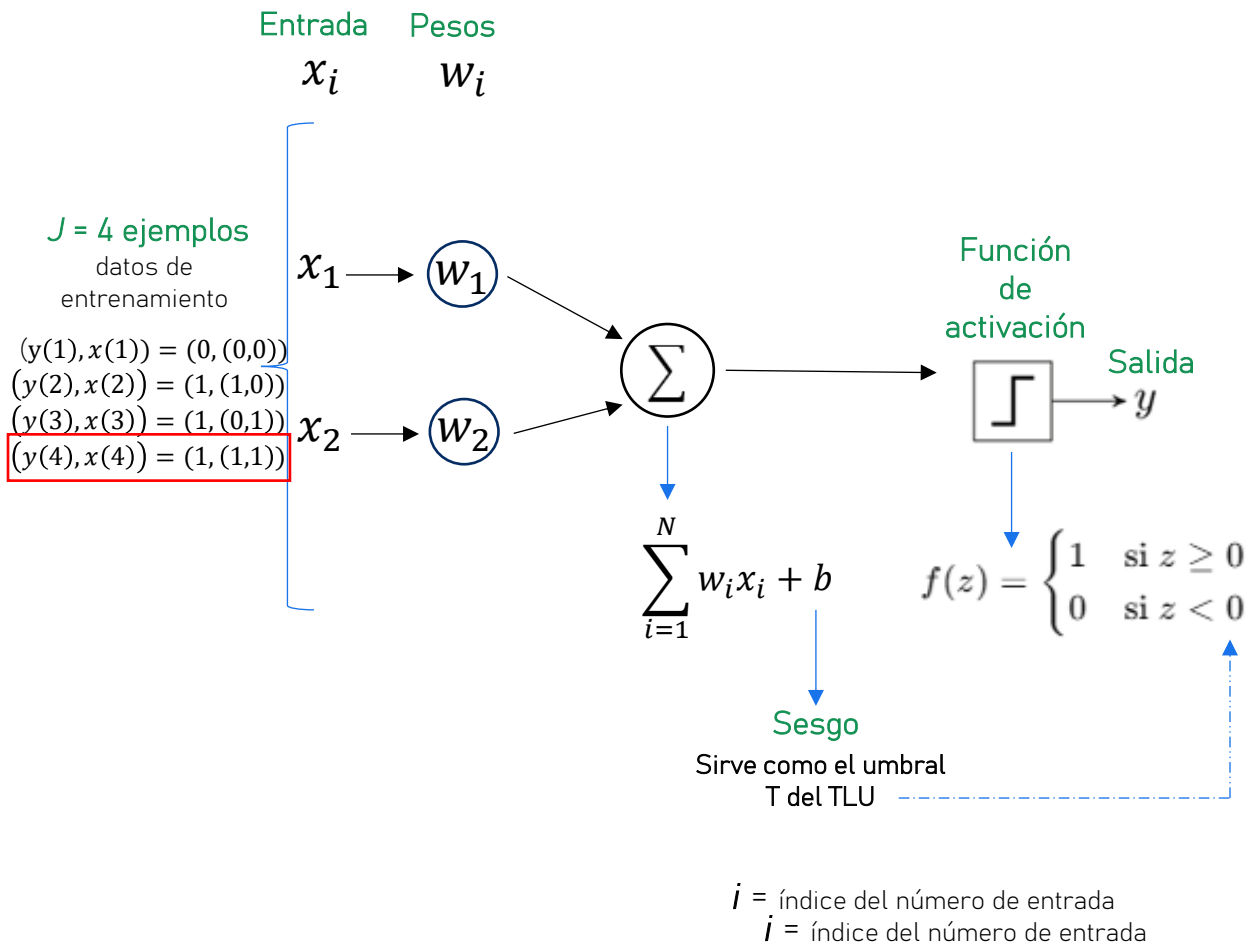 Entrada Pesos
x_i w_i
J = 4 ejemplos
datos de
entrenamiento
(y(1), x(1)) = (0, (0,0))
(y(2), x(2)) = (1, (1,0))
(y(3), x(3)) = (1, (0,1))
(y(4), x(4)) = (1, (1,1))
x_1 w_1
x_2 w_2
∑
Función
de
activación
Salida
y
∑_{i=1}^{N} w_i x_i + b
f(z) = { 1 si z ≥ 0
0 si z < 0
Sesgo
Sirve como el umbral
T del TLU
i = índice del número de entrada
i = índice del número de entrada